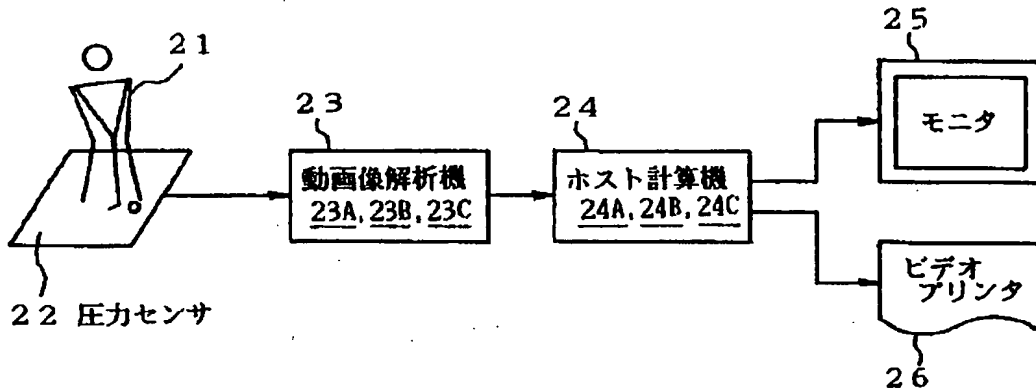 21
22 圧力センサ
23
動画像解析機
23A, 23B, 23C
24
ホスト計算機
24A, 24B, 24C
25
モニタ
ビデオ
プリンタ
26